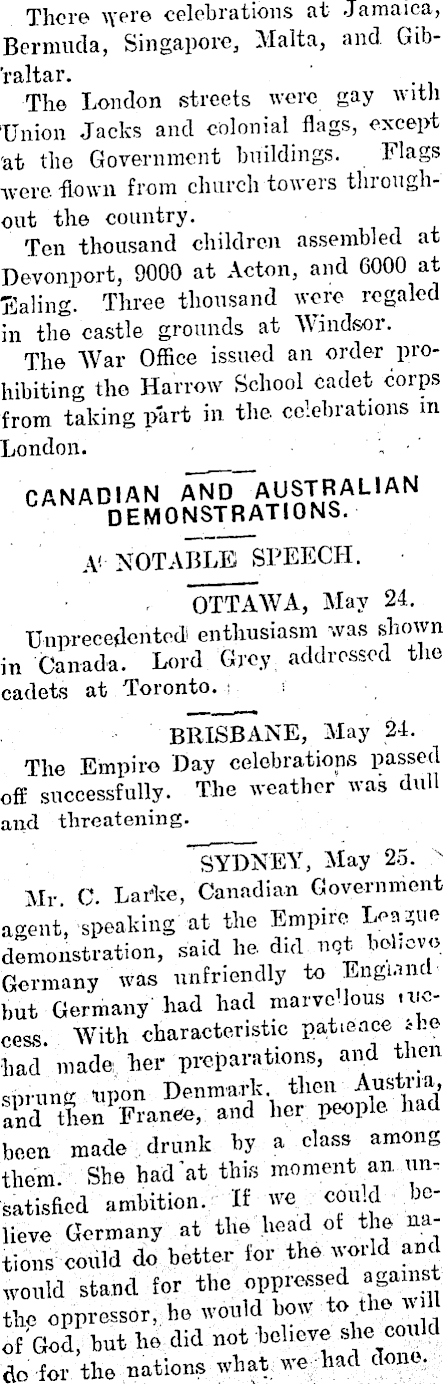 There were celebrations at Jamaica,
Bermuda, Singapore, Malta, and Gib-
raltar.
The London streets were gay with
Union Jacks and colonial flags, except
at the Government buildings. Flags
were flown from church towers through-
out the country.
Ten thousand children assembled at
Devonport, 9000 at Acton, and 6000 at
Ealing. Three thousand were regaled
in the castle grounds at Windsor.
The War Office issued an order pro-
hibiting the Harrow School cadet corps
from taking part in the celebrations in
London.
CANADIAN AND AUSTRALIAN
DEMONSTRATIONS.
A NOTABLE SPEECH.
OTTAWA, May 24.
Unprecedented enthusiasm was shown
in Canada. Lord Grey addressed the
cadets at Toronto.
BRISBANE, May 24.
The Empire Day celebrations passed
off successfully. The weather was dull
and threatening.
SYDNEY, May 25.
Mr. C. Larke, Canadian Government
agent, speaking at the Empire League
demonstration, said he did not believe
Germany was unfriendly to England
but Germany had had marvellous suc-
cess. With characteristic patience she
had made her preparations, and then
sprung upon Denmark, then Austria,
and then France, and her people had
been made drunk by a class among
them. She had at this moment an un-
satisfied ambition. If we could be-
lieve Germany at the head of the na-
tions could do better for the world and
would stand for the oppressed against
the oppressor, he would bow to the will
of God, but he did not believe she could
do for the nations what we had done.